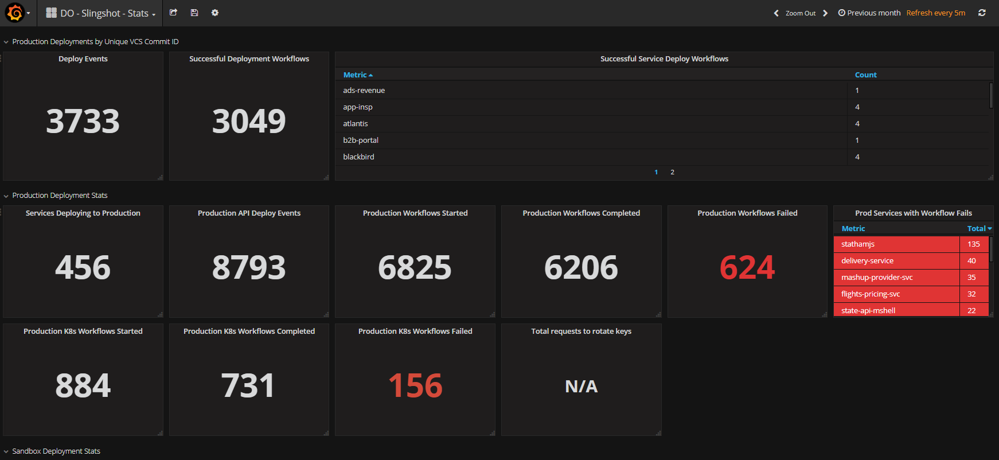 DO - Slingshot - Stats
Zoom Out
Previous month
Refresh every 5m
Production Deployments by Unique VCS Commit ID
Deploy Events
3733
Successful Deployment Workflows
3049
Successful Service Deploy Workflows
Metric Count
ads-revenue 1
app-insp 4
atlantis 4
b2b-portal 1
blackbird 4
1 2
Production Deployment Stats
Services Deploying to Production
456
Production API Deploy Events
8793
Production Workflows Started
6825
Production Workflows Completed
6206
Production Workflows Failed
624
Prod Services with Workflow Fails
Metric Total
stathamjs 135
delivery-service 40
mashup-provider-svc 35
flights-pricing-svc 32
state-api-mshell 22
Production K8s Workflows Started
884
Production K8s Workflows Completed
731
Production K8s Workflows Failed
156
Total requests to rotate keys
N/A
Sandbox Deployment Stats